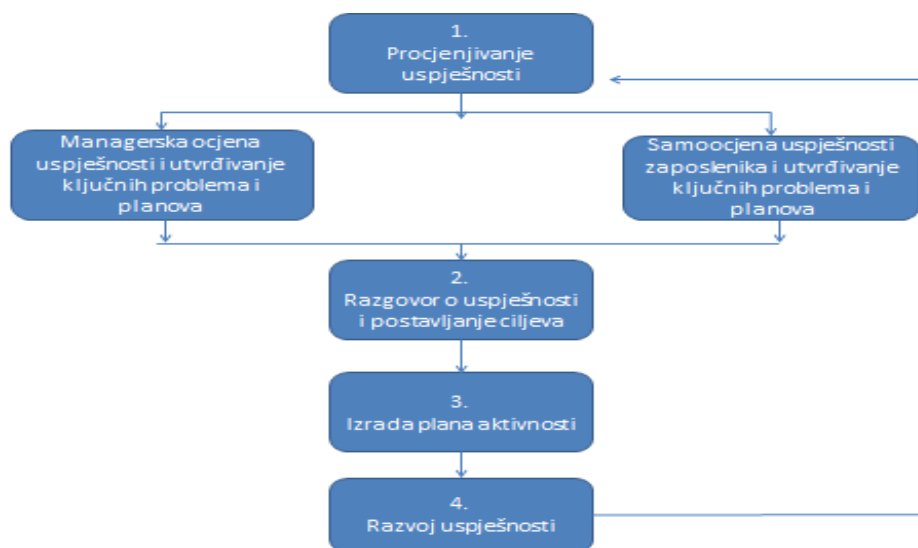 1.
Procjenjivanje
uspješnosti
Managerska ocjena
uspješnosti i utvrđivanje
ključnih problema i
planova
Samoocjena uspješnosti
zaposlenika i utvrđivanje
ključnih problema i
planova
2.
Razgovor o uspješnosti
i postavljanje ciljeva
3.
Izrada plana aktivnosti
4.
Razvoj uspješnosti